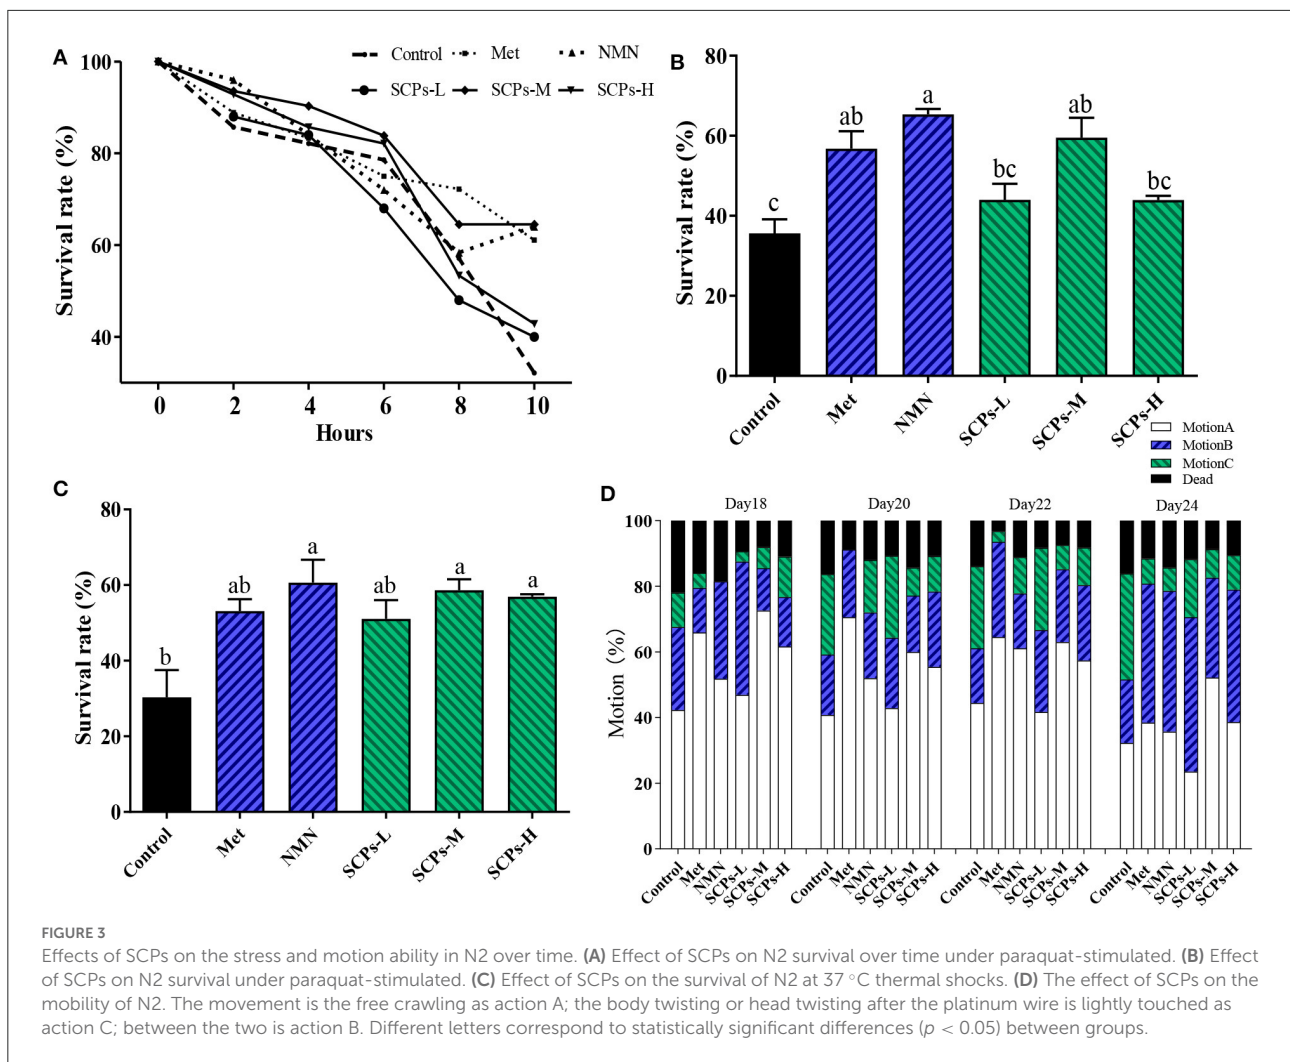 A
Control
Met
NMN
SCPs-L
SCPs-M
SCPs-H
Survival rate (%)
100
80
60
40
0 2 4 6 8 10
Hours
B
Survival rate (%)
80
60
40
20
0
c
ab
a
bc
ab
bc
Control Met NMN SCPs-L SCPs-M SCPs-H
MotionA
MotionB
MotionC
Dead
C
Survival rate (%)
80
60
40
20
0
b
ab
a
ab
a
a
Control Met NMN SCPs-L SCPs-M SCPs-H
D
Day18 Day20 Day22 Day24
Motion (%)
100
80
60
40
20
0
Control Met NMN SCPs-L SCPs-M SCPs-H Control Met NMN SCPs-L SCPs-M SCPs-H Control Met NMN SCPs-L SCPs-M SCPs-H Control Met NMN SCPs-L SCPs-M SCPs-H
FIGURE 3
Effects of SCPs on the stress and motion ability in N2 over time. (A) Effect of SCPs on N2 survival over time under paraquat-stimulated. (B) Effect
of SCPs on N2 survival under paraquat-stimulated. (C) Effect of SCPs on the survival of N2 at 37 °C thermal shocks. (D) The effect of SCPs on the
mobility of N2. The movement is the free crawling as action A; the body twisting or head twisting after the platinum wire is lightly touched as
action C; between the two is action B. Different letters correspond to statistically significant differences (p < 0.05) between groups.